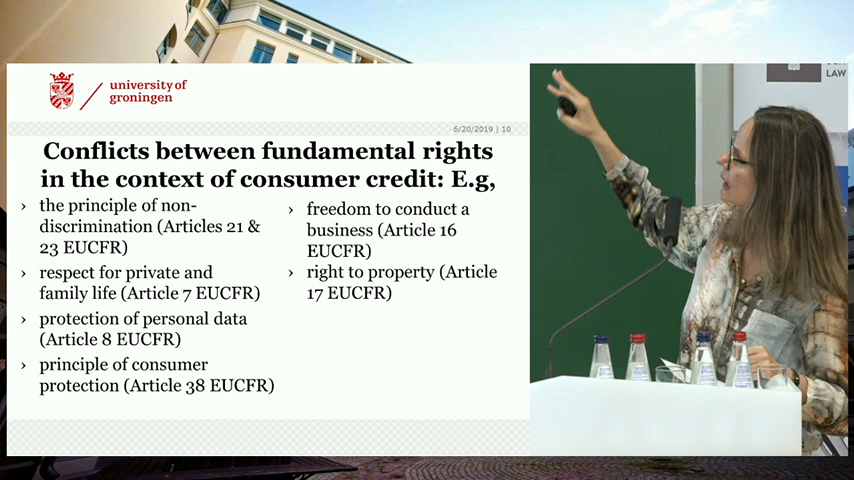 university of
groningen
6/20/2019 | 10
Conflicts between fundamental rights
in the context of consumer credit: E.g,
› the principle of non-
discrimination (Articles 21 &
23 EUCFR)
› respect for private and
family life (Article 7 EUCFR)
› protection of personal data
(Article 8 EUCFR)
› principle of consumer
protection (Article 38 EUCFR)
› freedom to conduct a
business (Article 16
EUCFR)
› right to property (Article
17 EUCFR)
LAW